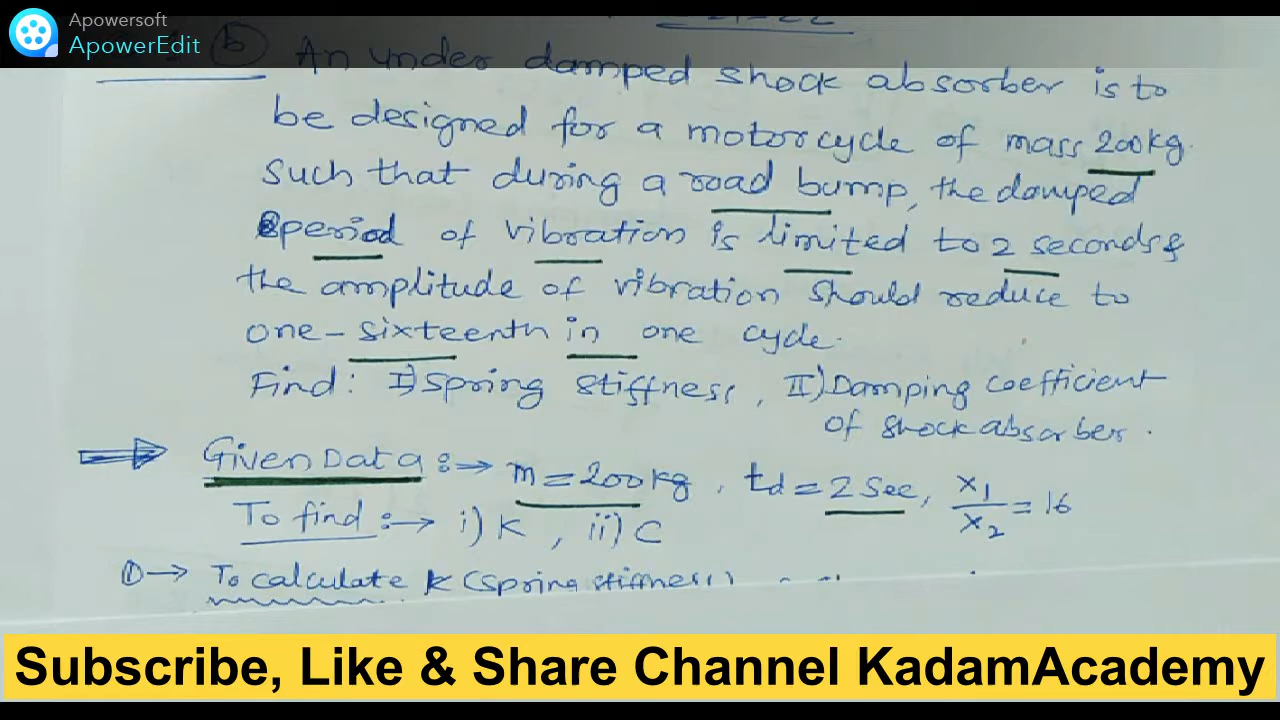 Apowersoft
ApowerEdit
b) An under damped shock absorber is to
be designed for a motorcycle of mass 200kg.
Such that during a road bump, the damped
period of vibration is limited to 2 seconds &
the amplitude of vibration should reduce to
one-sixteenth in one cycle.
Find: I) Spring stiffness, II) Damping coefficient
of shock absorber.
Given Data :→ m = 200kg, td = 2 Sec, x1/x2 = 16
To find :→ i) K, ii) C
①→ To calculate K (spring stiffness)
Subscribe, Like & Share Channel KadamAcademy